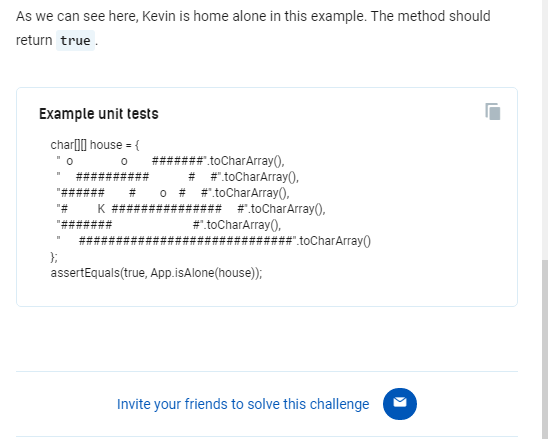 As we can see here, Kevin is home alone in this example. The method should
return true.
Example unit tests
char[][] house = {
" o             o      #######".toCharArray(),
"    ##########          #   #".toCharArray(),
"######      #     o  #   #".toCharArray(),
"#       K ###############   #".toCharArray(),
"#######                     #".toCharArray(),
"    #############################".toCharArray()
};
assertEquals(true, App.isAlone(house));
Invite your friends to solve this challenge